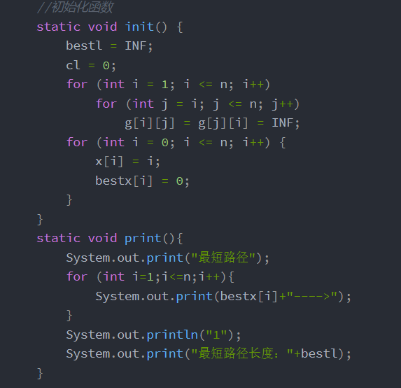 //初始化函数
static void init() {
    bestl = INF;
    cl = 0;
    for (int i = 1; i <= n; i++)
        for (int j = i; j <= n; j++)
            g[i][j] = g[j][i] = INF;
    for (int i = 0; i <= n; i++) {
        x[i] = i;
        bestx[i] = 0;
    }
}
static void print(){
    System.out.print("最短路径");
    for (int i=1;i<=n;i++){
        System.out.print(bestx[i]+"---->");
    }
    System.out.println("1");
    System.out.print("最短路径长度："+bestl);
}